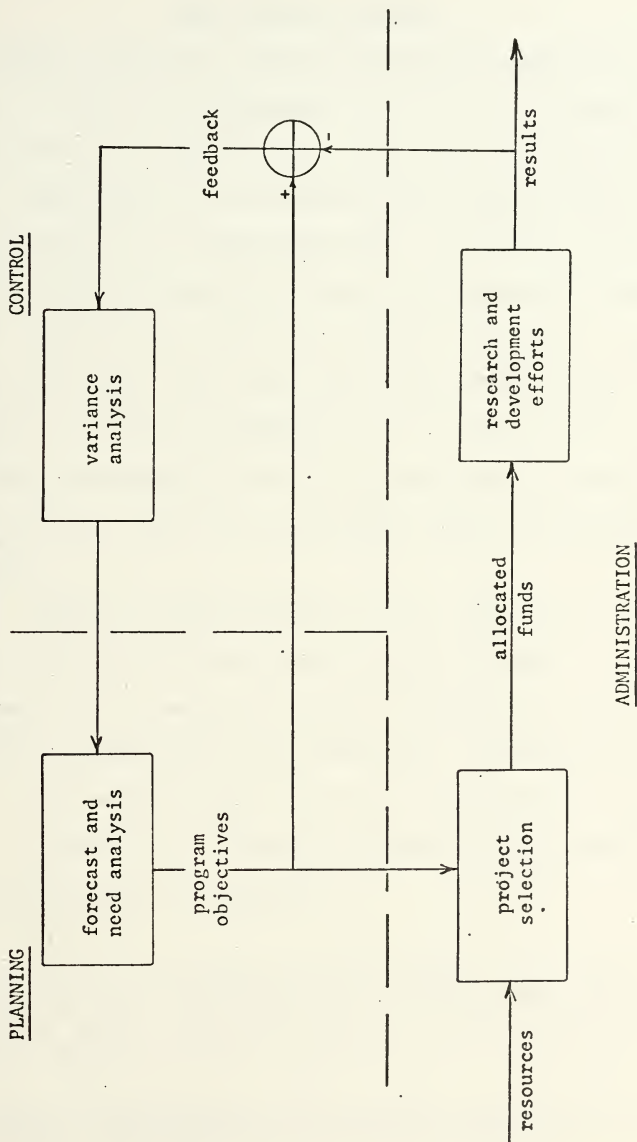 PLANNING
CONTROL
forecast and
need analysis
variance
analysis
program
objectives
feedback
+
-
resources
project
selection
allocated
funds
research and
development
efforts
results
ADMINISTRATION